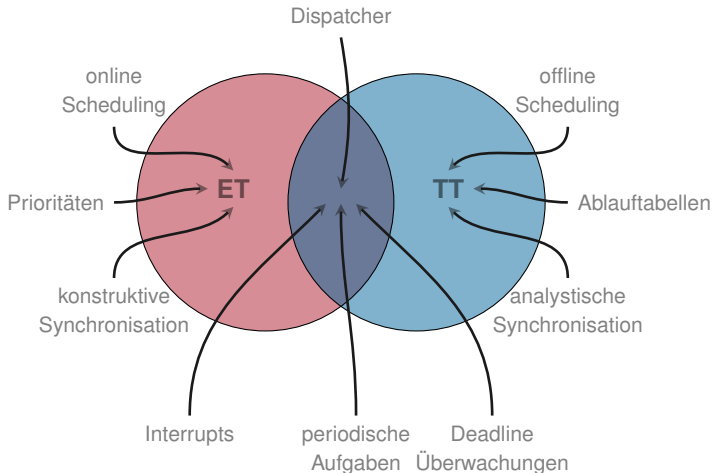 Dispatcher
online
Scheduling
offline
Scheduling
Prioritäten
ET
TT
Ablauftabellen
konstruktive
Synchronisation
analystische
Synchronisation
Interrupts
periodische
Aufgaben
Deadline
Überwachungen